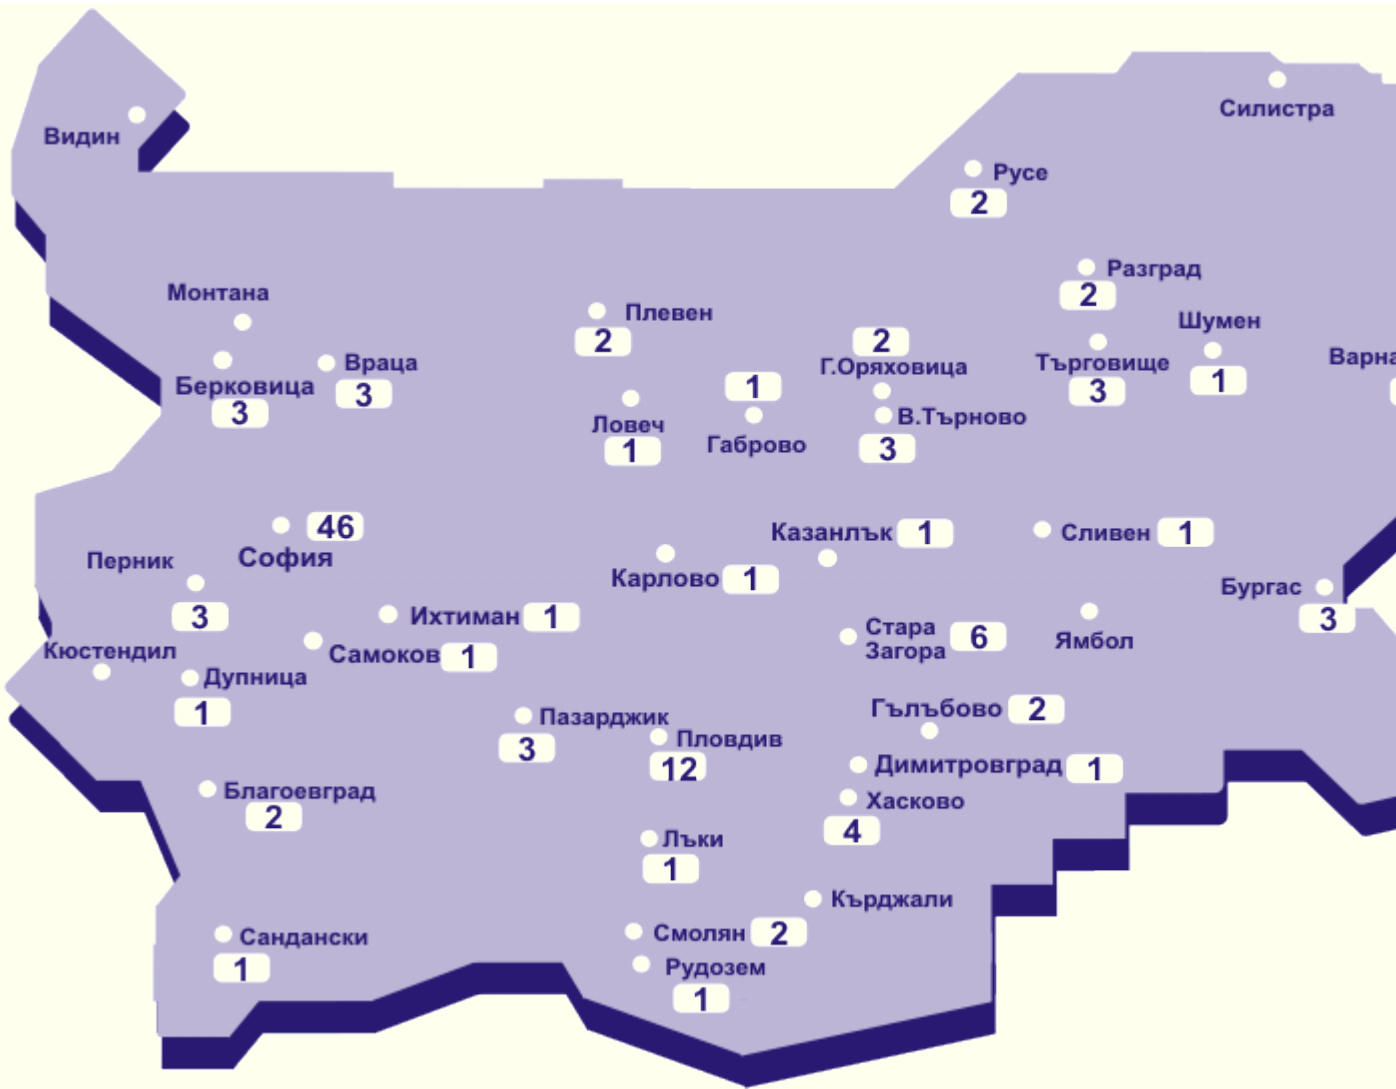 Силистра
Видин
Русе
2
Разград
2
Монтана
Плевен
2
Шумен
1
Враца
3
Берковица
3
2
Г.Оряховица
Търговище
3
Варна
1
Габрово
Ловеч
1
В.Търново
3
46
София
Казанлък 1
Сливен 1
Перник
3
Карлово 1
Бургас
3
Ихтиман 1
Стара
Загора 6
Ямбол
Кюстендил
Самоков 1
Дупница
1
Гълъбово 2
Пазарджик
3
Пловдив
12
Димитровград 1
Благоевград
2
Хасково
4
Лъки
1
Кърджали
Сандански
1
Смолян 2
Рудозем
1